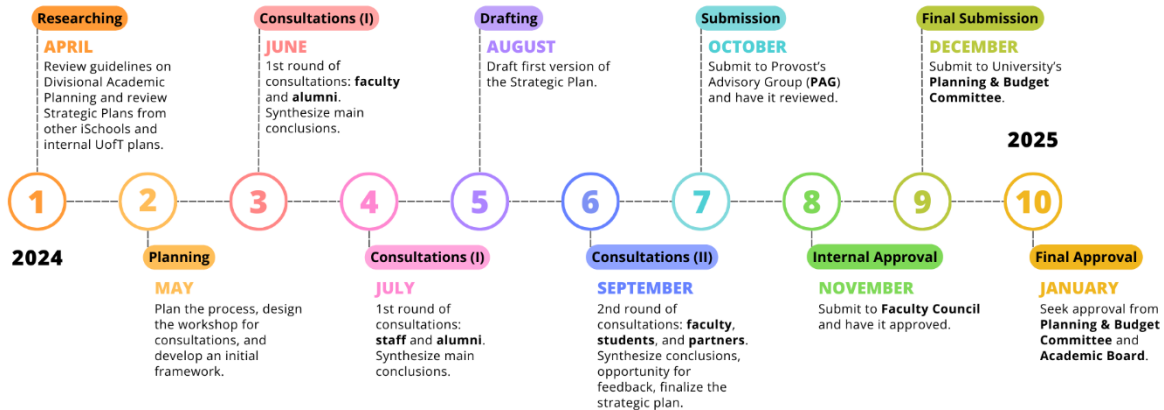 Researching
APRIL
Review guidelines on
Divisional Academic
Planning and review
Strategic Plans from
other iSchools and
internal UofT plans.
Consultations (I)
JUNE
1st round of
consultations: faculty
and alumni.
Synthesize main
conclusions.
Drafting
AUGUST
Draft first version of
the Strategic Plan.
Submission
OCTOBER
Submit to Provost's
Advisory Group (PAG)
and have it reviewed.
Final Submission
DECEMBER
Submit to University's
Planning & Budget
Committee.
2025
1
2
3
4
5
6
7
8
9
10
2024
Planning
MAY
Plan the process, design
the workshop for
consultations, and
develop an initial
framework.
Consultations (I)
JULY
1st round of
consultations:
staff and alumni.
Synthesize main
conclusions.
Consultations (II)
SEPTEMBER
2nd round of
consultations: faculty,
students, and partners.
Synthesize conclusions,
opportunity for
feedback, finalize the
strategic plan.
Internal Approval
NOVEMBER
Submit to Faculty Council
and have it approved.
Final Approval
JANUARY
Seek approval from
Planning & Budget
Committee and
Academic Board.